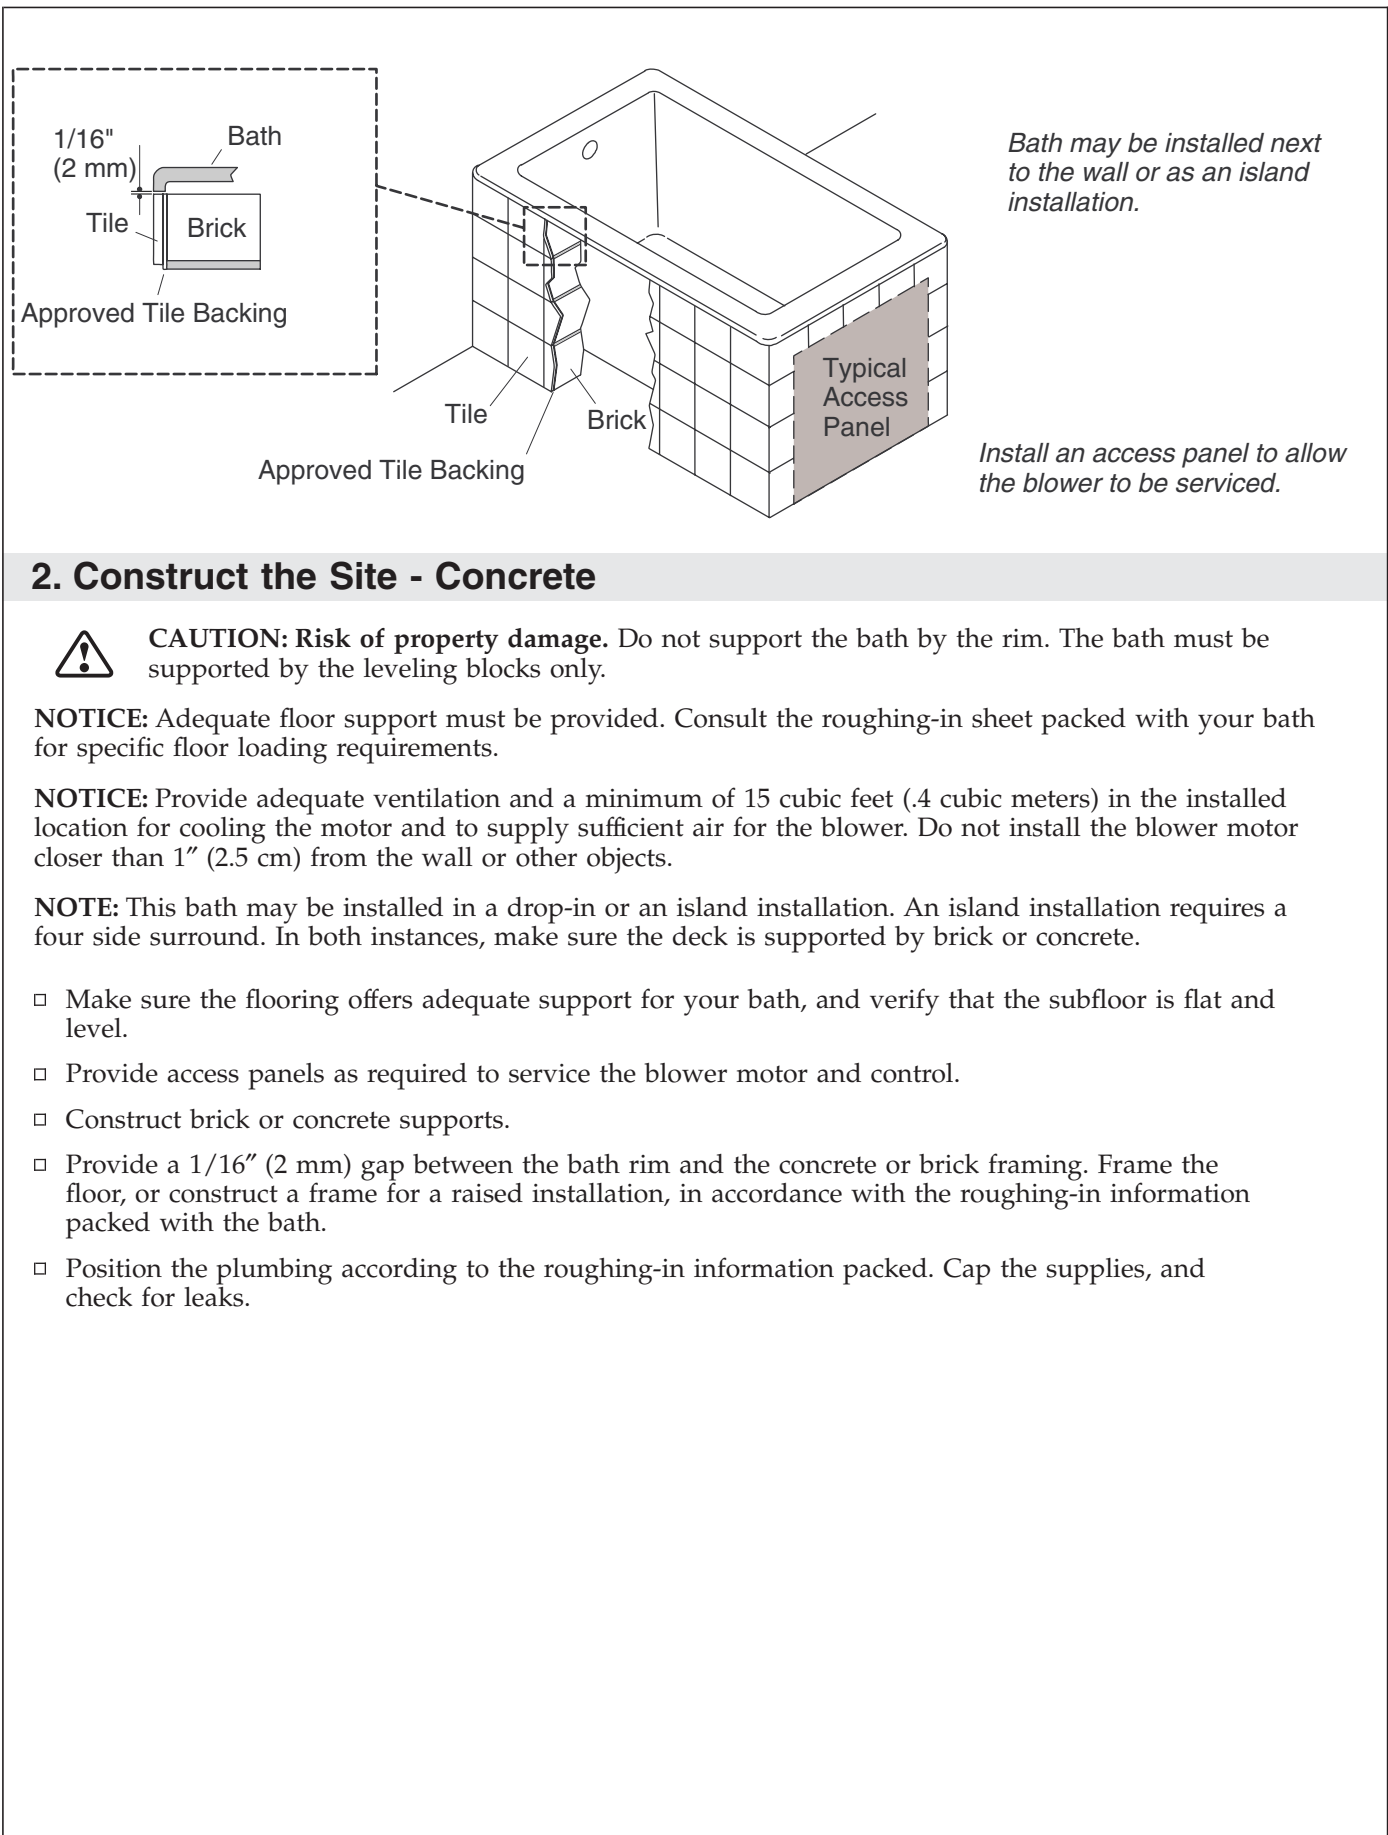 1/16"
(2 mm)
Bath
Tile
Brick
Approved Tile Backing
Bath may be installed next
to the wall or as an island
installation.
Typical
Access
Panel
Tile
Brick
Approved Tile Backing
Install an access panel to allow
the blower to be serviced.
2. Construct the Site - Concrete
CAUTION: Risk of property damage. Do not support the bath by the rim. The bath must be
supported by the leveling blocks only.
NOTICE: Adequate floor support must be provided. Consult the roughing-in sheet packed with your bath
for specific floor loading requirements.
NOTICE: Provide adequate ventilation and a minimum of 15 cubic feet (.4 cubic meters) in the installed
location for cooling the motor and to supply sufficient air for the blower. Do not install the blower motor
closer than 1″ (2.5 cm) from the wall or other objects.
NOTE: This bath may be installed in a drop-in or an island installation. An island installation requires a
four side surround. In both instances, make sure the deck is supported by brick or concrete.
□ Make sure the flooring offers adequate support for your bath, and verify that the subfloor is flat and
level.
□ Provide access panels as required to service the blower motor and control.
□ Construct brick or concrete supports.
□ Provide a 1/16″ (2 mm) gap between the bath rim and the concrete or brick framing. Frame the
floor, or construct a frame for a raised installation, in accordance with the roughing-in information
packed with the bath.
□ Position the plumbing according to the roughing-in information packed. Cap the supplies, and
check for leaks.